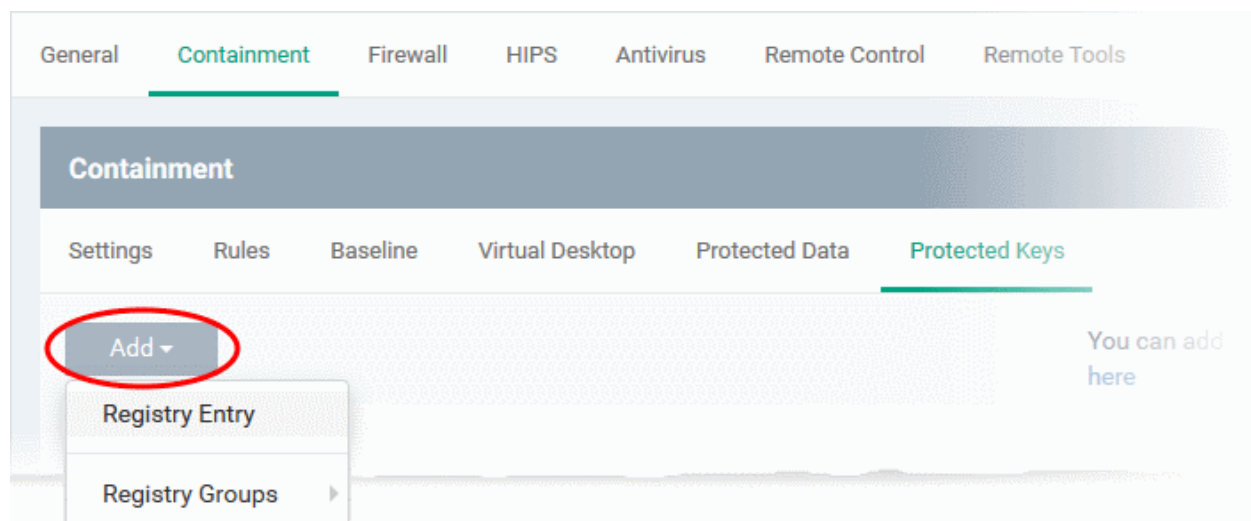 General Containment Firewall HIPS Antivirus Remote Control Remote Tools
Containment
Settings Rules Baseline Virtual Desktop Protected Data Protected Keys
Add
You can add
here
Registry Entry
Registry Groups